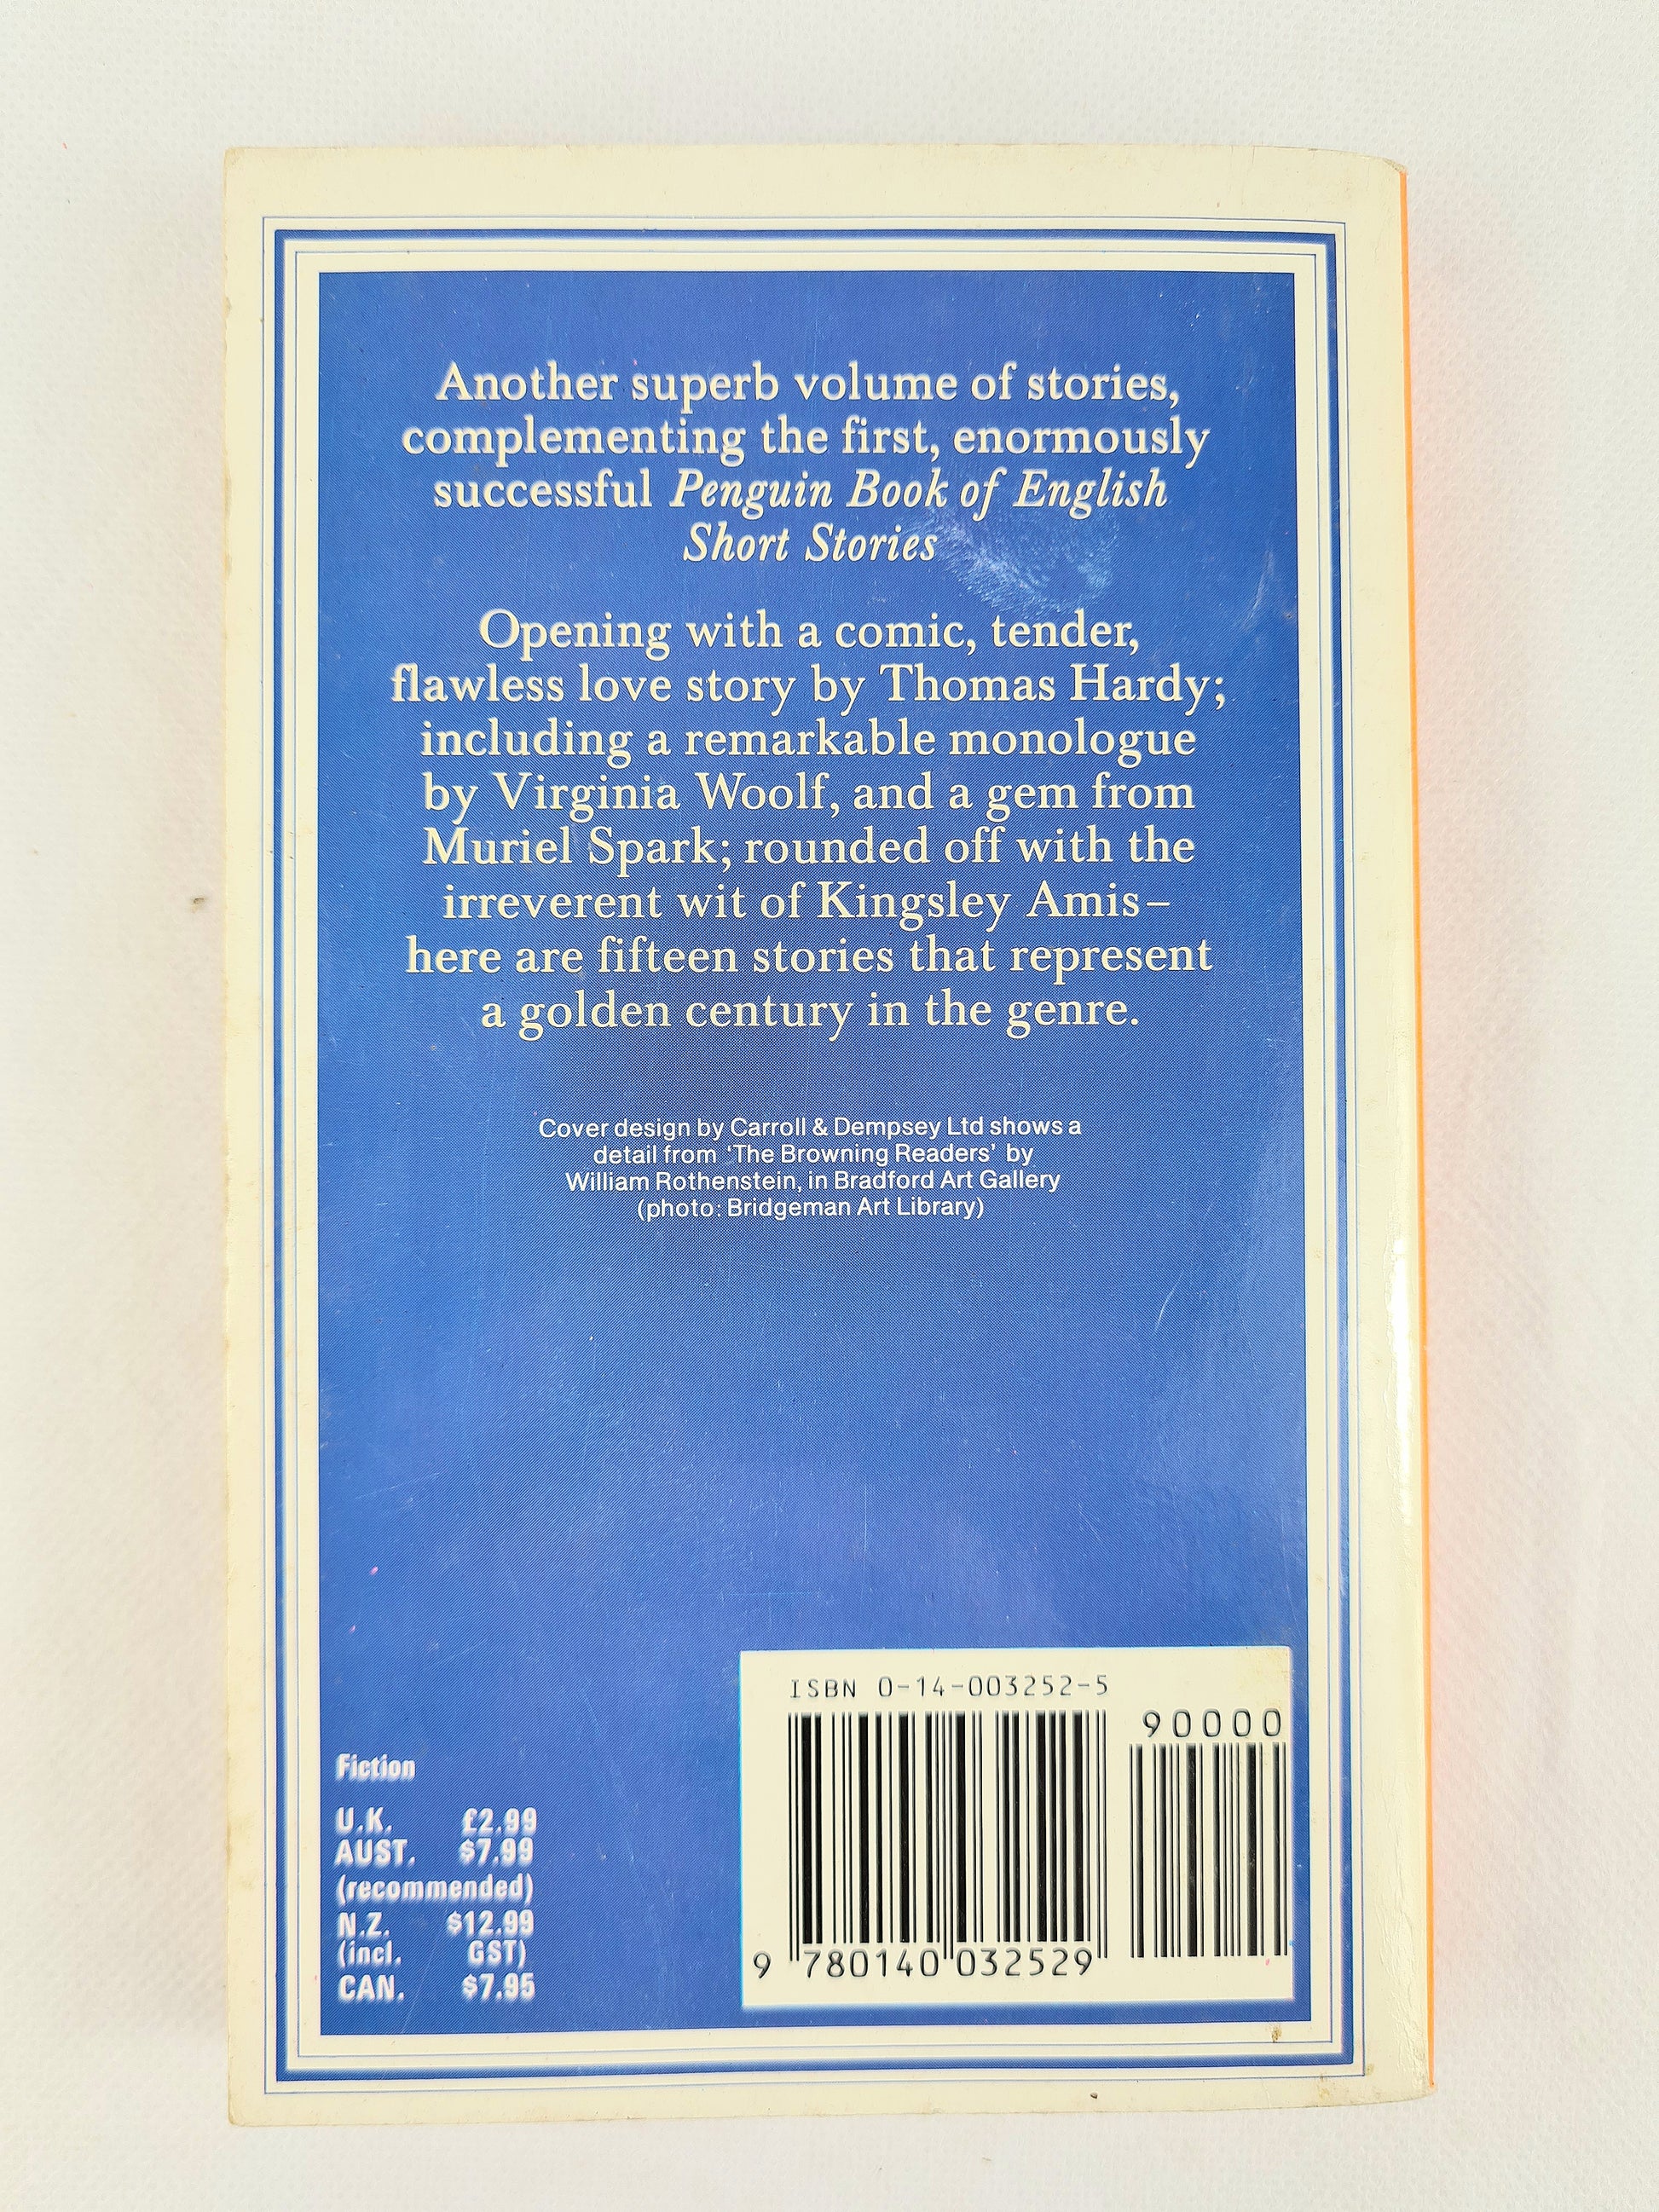 Another superb volume of stories,
complementing the first, enormously
successful Penguin Book of English
Short Stories
Opening with a comic, tender,
flawless love story by Thomas Hardy;
including a remarkable monologue
by Virginia Woolf, and a gem from
Muriel Spark; rounded off with the
irreverent wit of Kingsley Amis–
here are fifteen stories that represent
a golden century in the genre.
Cover design by Carroll & Dempsey Ltd shows a
detail from ‘The Browning Readers’ by
William Rothenstein, in Bradford Art Gallery
(photo: Bridgeman Art Library)
Fiction
U.K. £2.99
AUST. $7.99
(recommended)
N.Z. $12.99
(incl. GST)
CAN. $7.95
ISBN 0-14-003252-5
90000
9 780140 032529